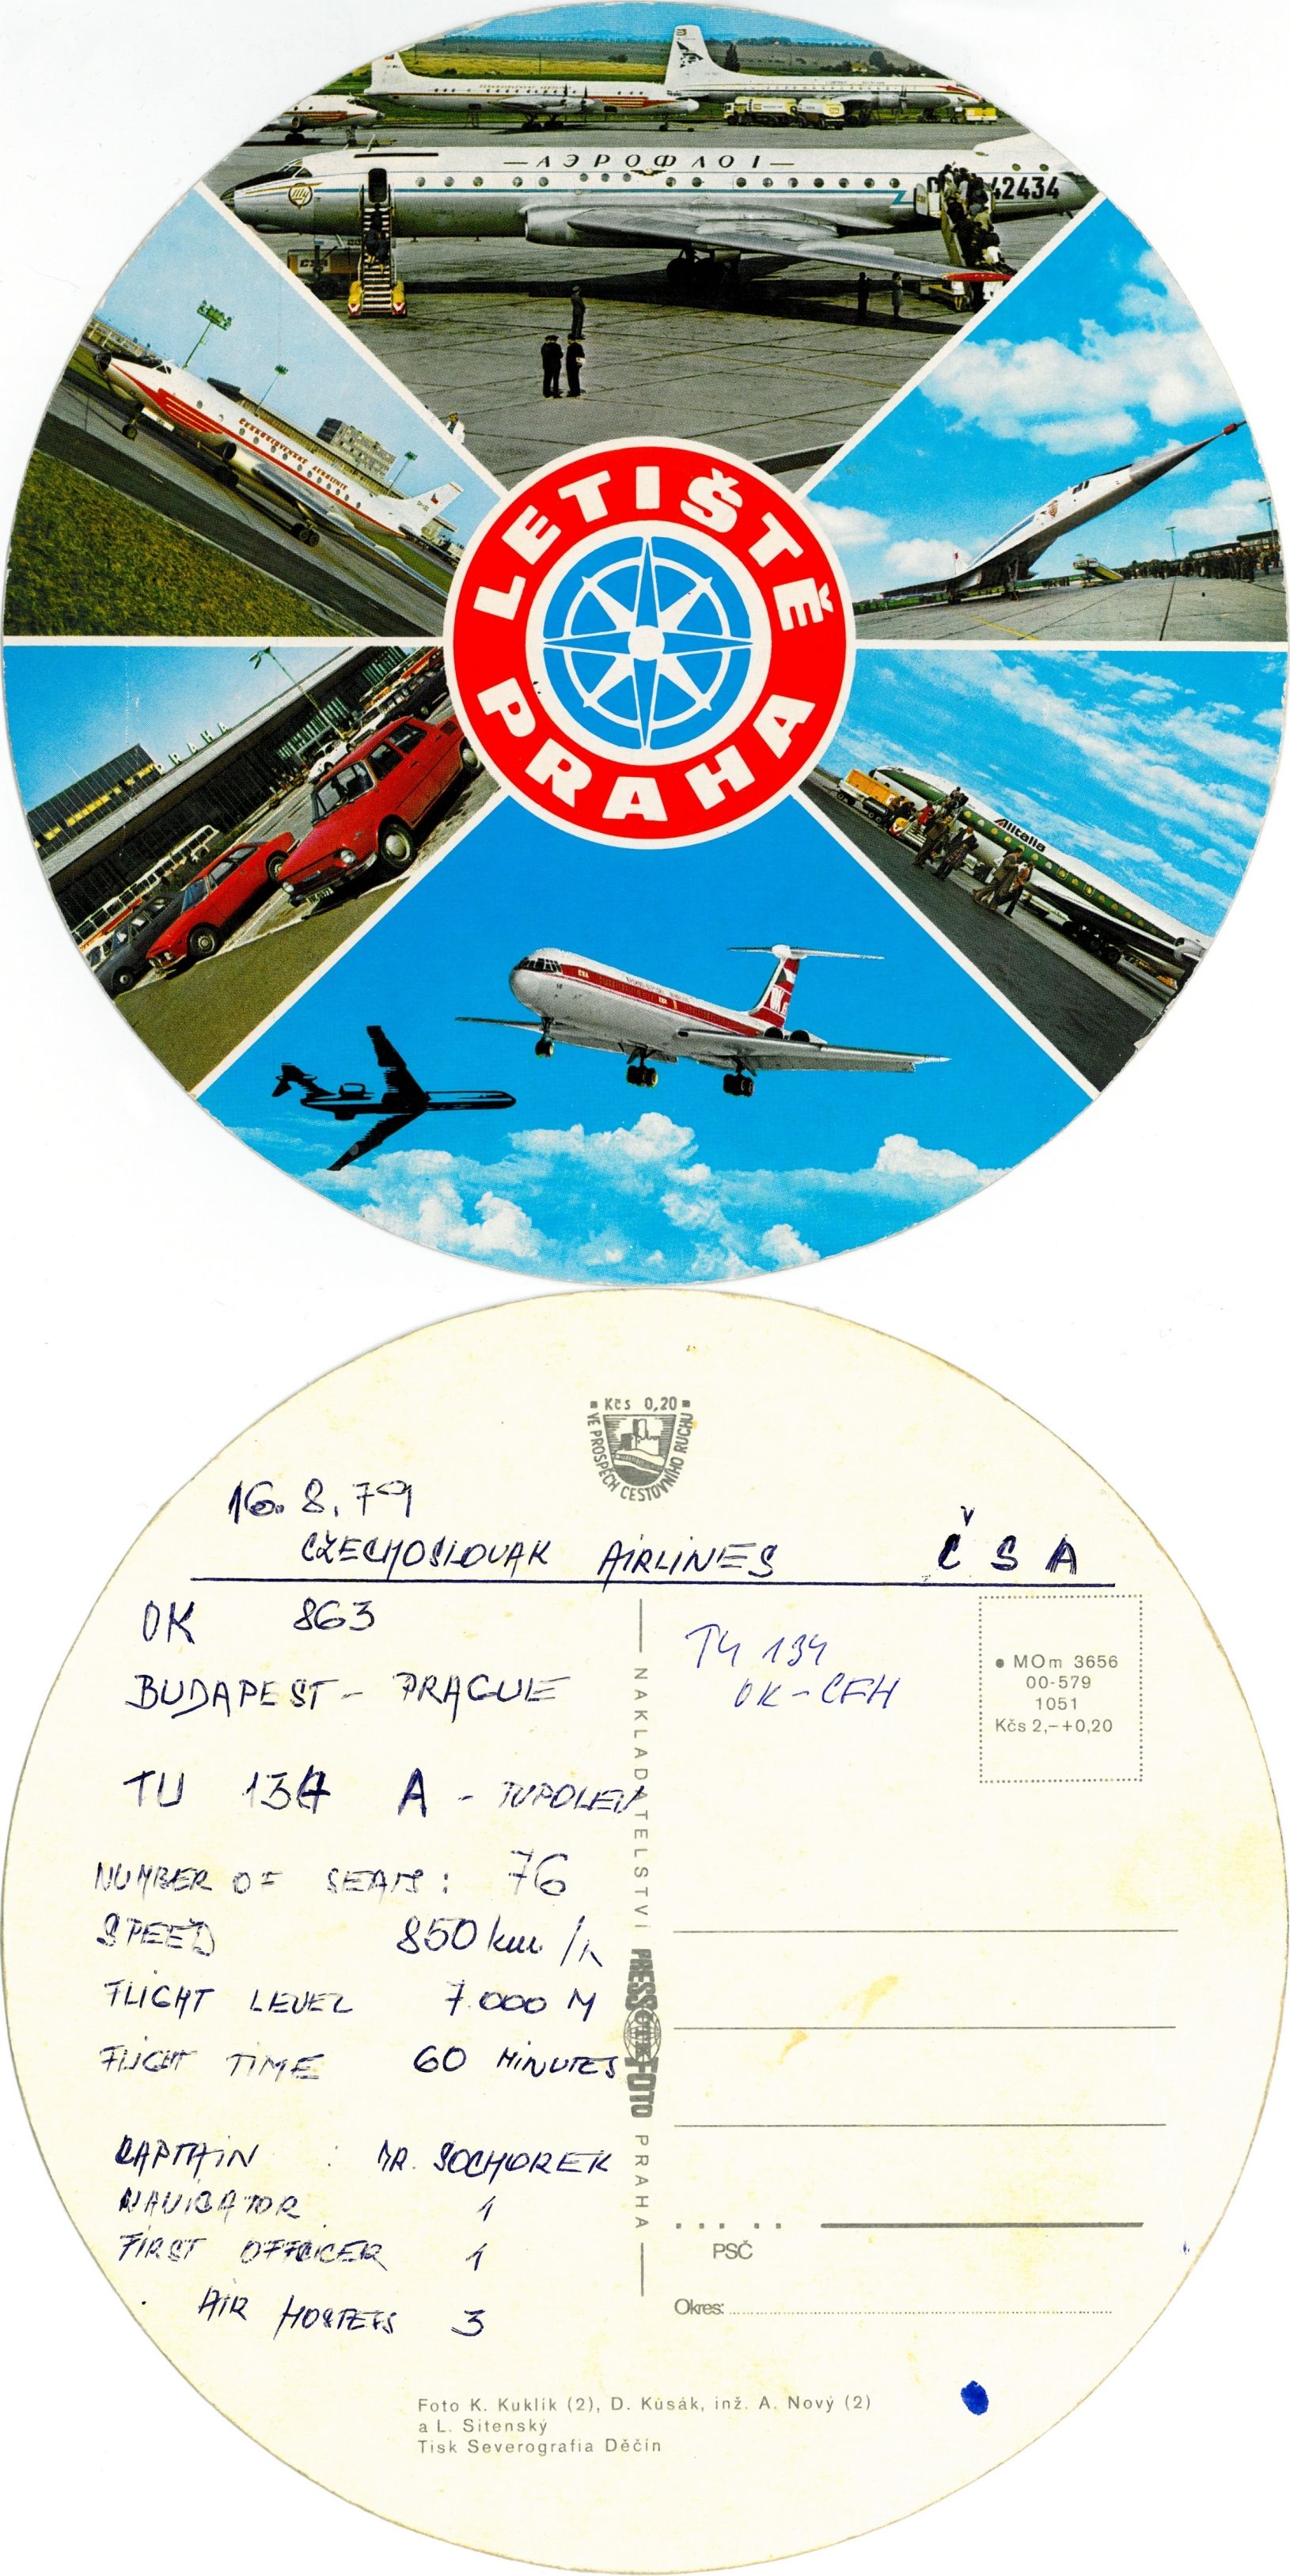 — АЭРОФЛОТ —
42434
ČESKOSLOVENSKÉ AEROLINIE
LETIŠTĚ
PRAHA
PRAHA
Alitalia
Kčs 0,20
VE PROSPĚCH CESTOVNÍHO RUCHU
16. 8. 79
CZECHOSLOVAK AIRLINES ČSA
OK 863
BUDAPEST - PRAGUE
TU 134 A - TUPOLEV
NUMBER OF SEATS: 76
SPEED 850 km/h
FLIGHT LEVEL 7.000 M
FLIGHT TIME 60 MINUTES
CAPTAIN : MR. SOCHOREK
NAVIGATOR 1
FIRST OFFICER 1
AIR HOSTESS 3
NAKLADATELSTVÍ PRESSFOTO PRAHA
TU 134
OK-CFH
• MOm 3656
00-579
1051
Kčs 2,-+0,20
PSČ
Okres:
Foto K. Kuklík (2), D. Kusák, inž. A. Nový (2)
a L. Sitenský
Tisk Severografia Děčín